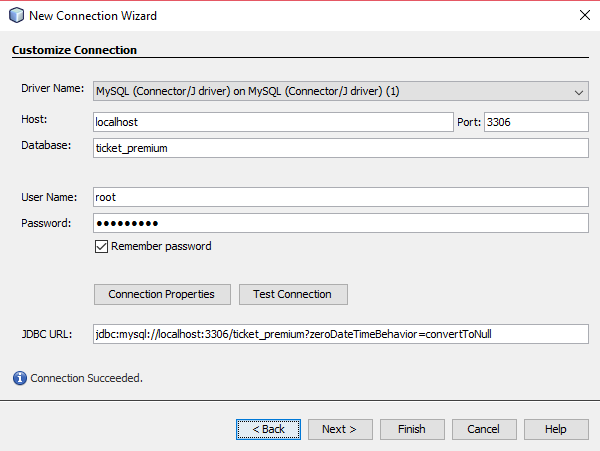 New Connection Wizard
Customize Connection
Driver Name: MySQL (Connector/J driver) on MySQL (Connector/J driver) (1)
Host: localhost Port: 3306
Database: ticket_premium
User Name: root
Password: ●●●●●●●●●
Remember password
Connection Properties Test Connection
JDBC URL: jdbc:mysql://localhost:3306/ticket_premium?zeroDateTimeBehavior=convertToNull
Connection Succeeded.
< Back Next > Finish Cancel Help